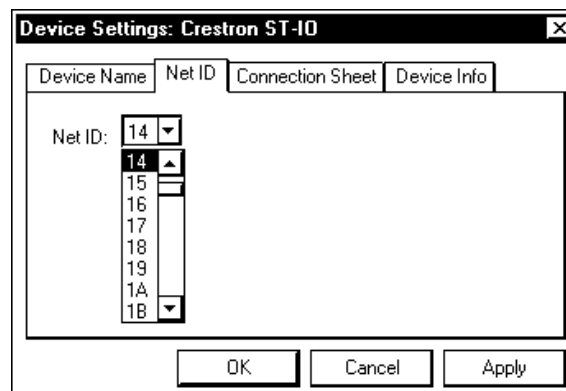 Device Settings: Crestron ST-IO
Device Name Net ID Connection Sheet Device Info
Net ID: 14
14
15
16
17
18
19
1A
1B
OK Cancel Apply